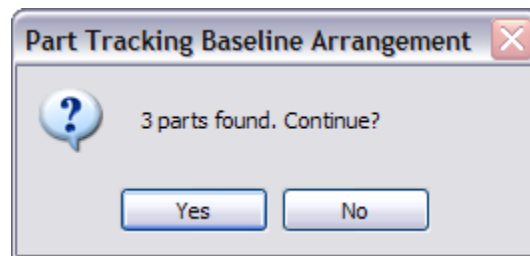 Part Tracking Baseline Arrangement
3 parts found. Continue?
Yes
No